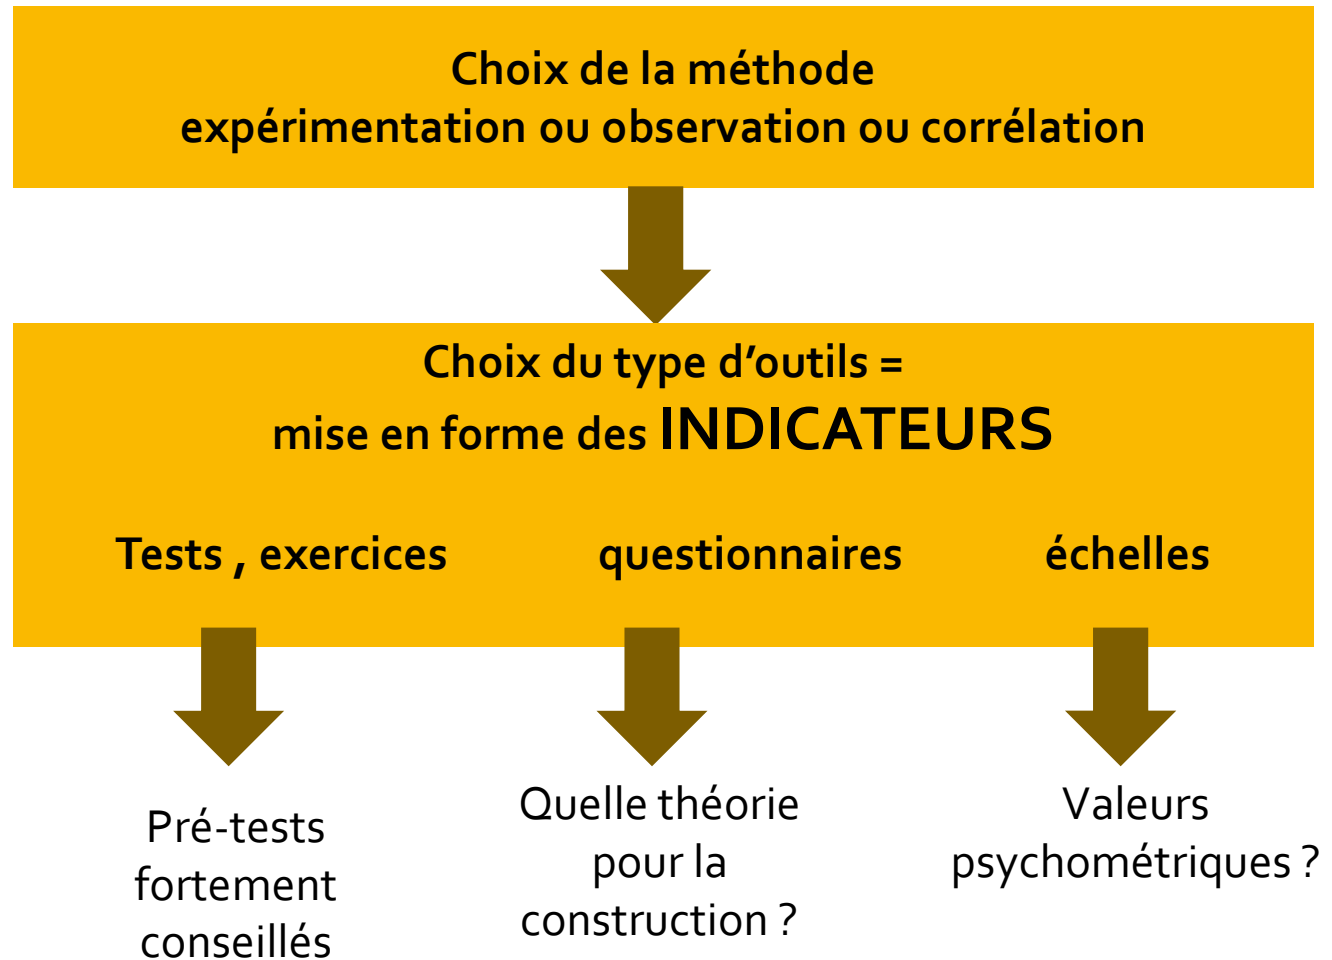 Choix de la méthode
expérimentation ou observation ou corrélation
Choix du type d’outils =
mise en forme des INDICATEURS
Tests , exercices questionnaires échelles
Pré-tests
fortement
conseillés
Quelle théorie
pour la
construction ?
Valeurs
psychométriques ?